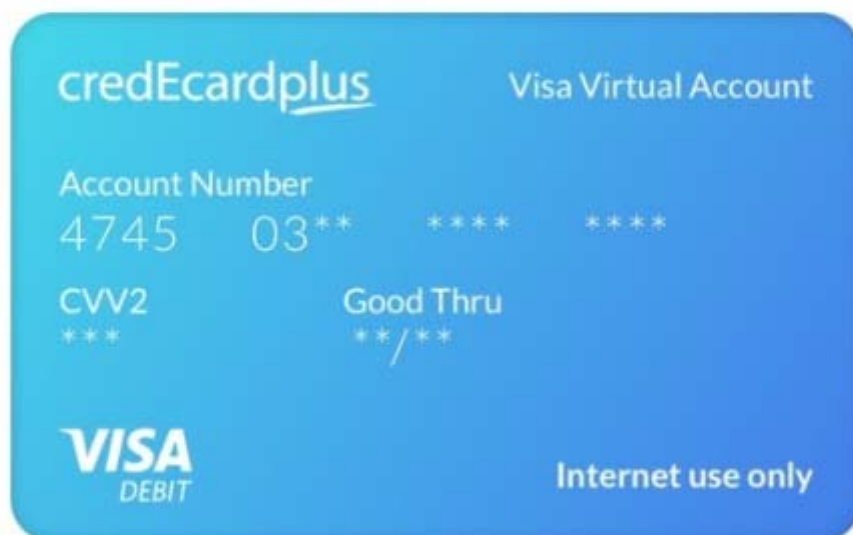 credEcardplus
Visa Virtual Account
Account Number
4745 03** **** ****
CVV2 Good Thru
*** **/**
VISA
DEBIT
Internet use only